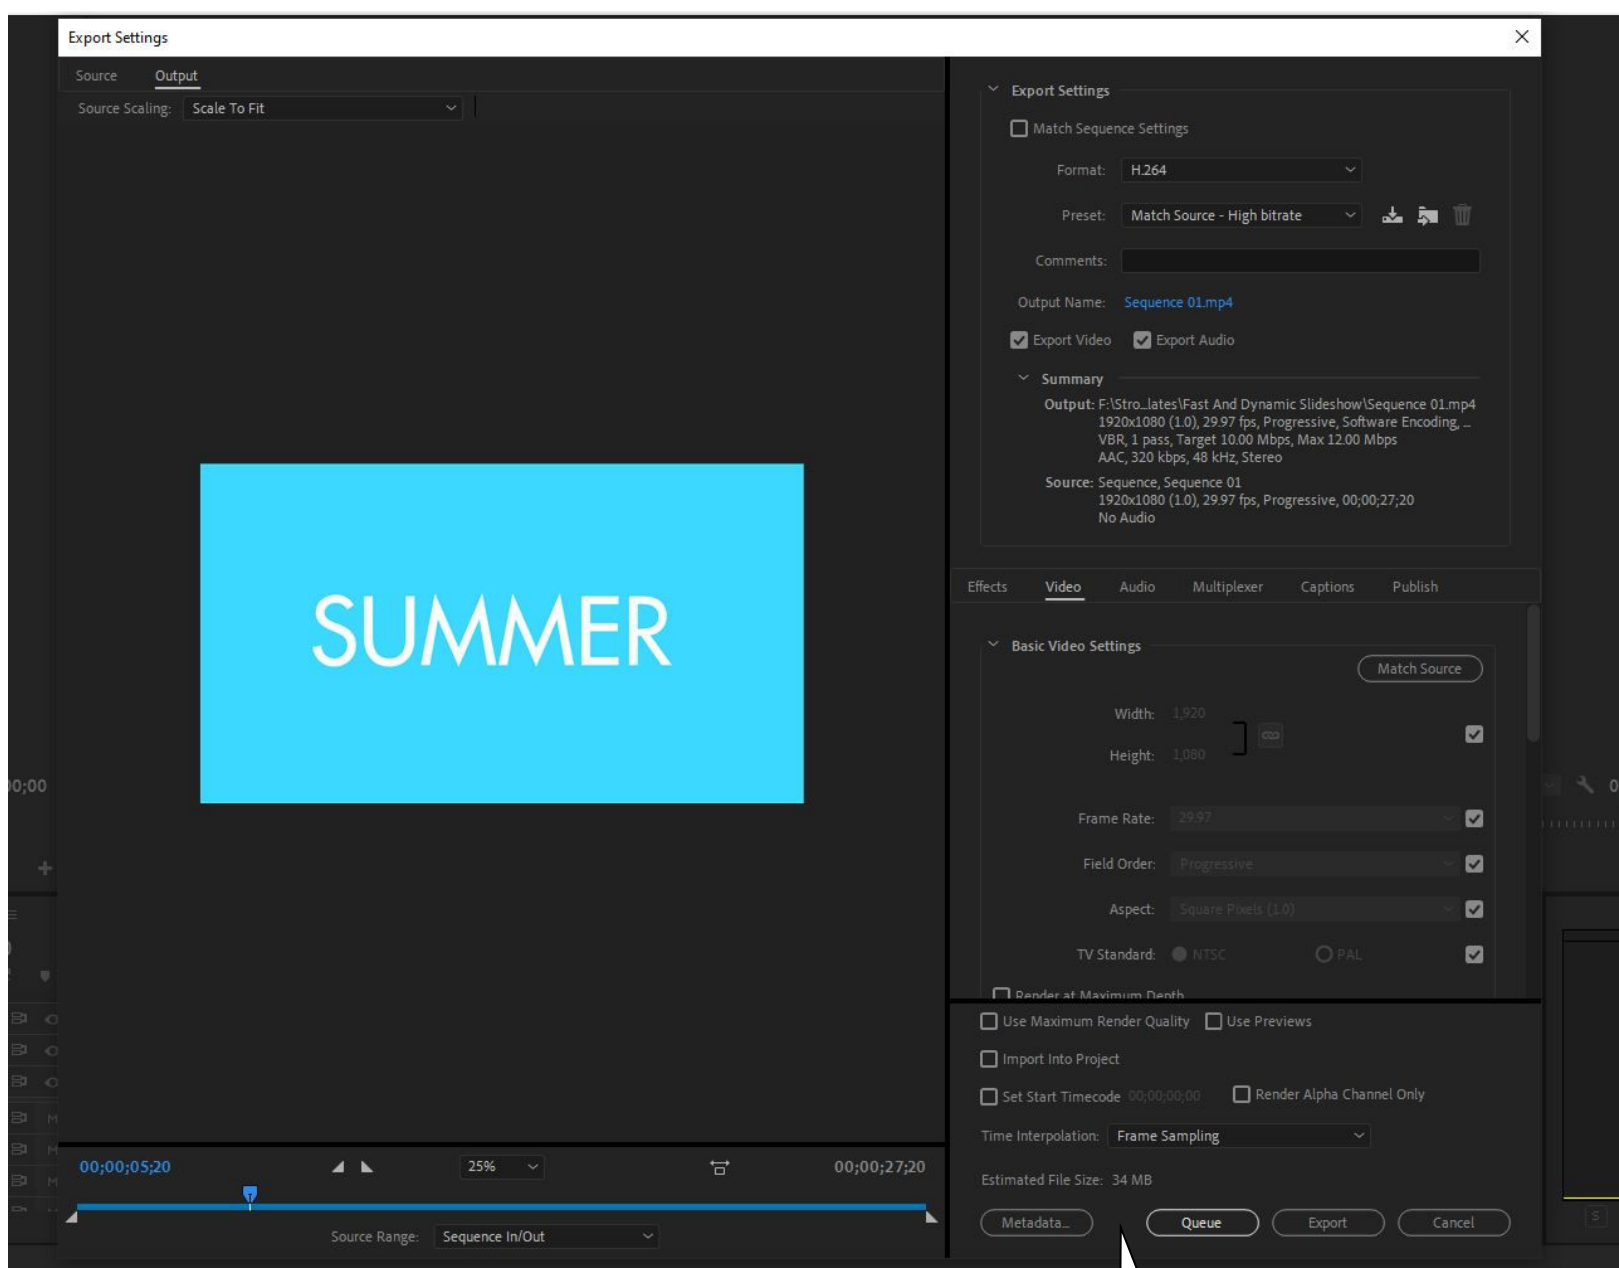 Export Settings
Source Output
Source Scaling: Scale To Fit
SUMMER
00;00;05;20 25% 00;00;27;20
Source Range: Sequence In/Out
Export Settings
Match Sequence Settings
Format: H.264
Preset: Match Source - High bitrate
Comments:
Output Name: Sequence 01.mp4
Export Video Export Audio
Summary
Output: F:\Stro_lates\Fast And Dynamic Slideshow\Sequence 01.mp4
1920x1080 (1.0), 29.97 fps, Progressive, Software Encoding, ...
VBR, 1 pass, Target 10.00 Mbps, Max 12.00 Mbps
AAC, 320 kbps, 48 kHz, Stereo
Source: Sequence, Sequence 01
1920x1080 (1.0), 29.97 fps, Progressive, 00;00;27;20
No Audio
Effects Video Audio Multiplexer Captions Publish
Basic Video Settings
Match Source
Width: 1,920
Height: 1,080
Frame Rate: 29.97
Field Order: Progressive
Aspect: Square Pixels (1.0)
TV Standard: NTSC PAL
Render at Maximum Depth
Use Maximum Render Quality Use Previews
Import Into Project
Set Start Timecode 00;00;00;00 Render Alpha Channel Only
Time Interpolation: Frame Sampling
Estimated File Size: 34 MB
Metadata... Queue Export Cancel